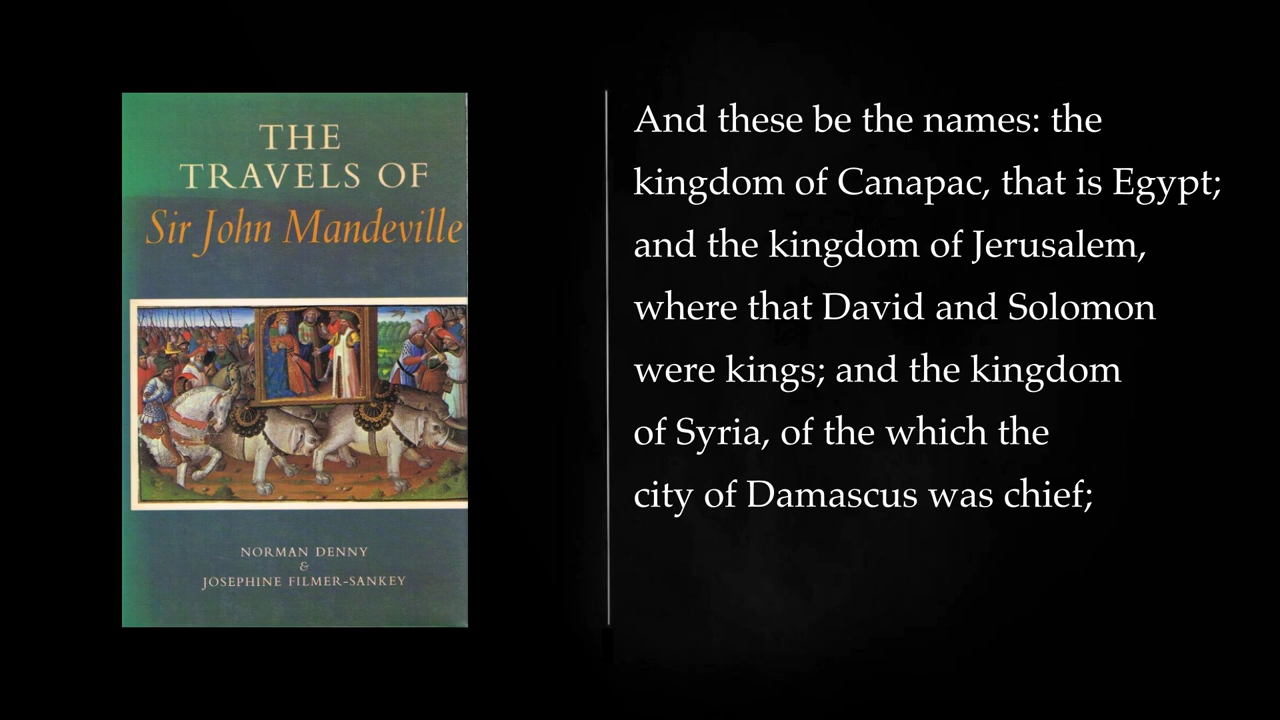 THE
TRAVELS OF
Sir John Mandeville
NORMAN DENNY
&
JOSEPHINE FILMER-SANKEY
And these be the names: the
kingdom of Canapac, that is Egypt;
and the kingdom of Jerusalem,
where that David and Solomon
were kings; and the kingdom
of Syria, of the which the
city of Damascus was chief;